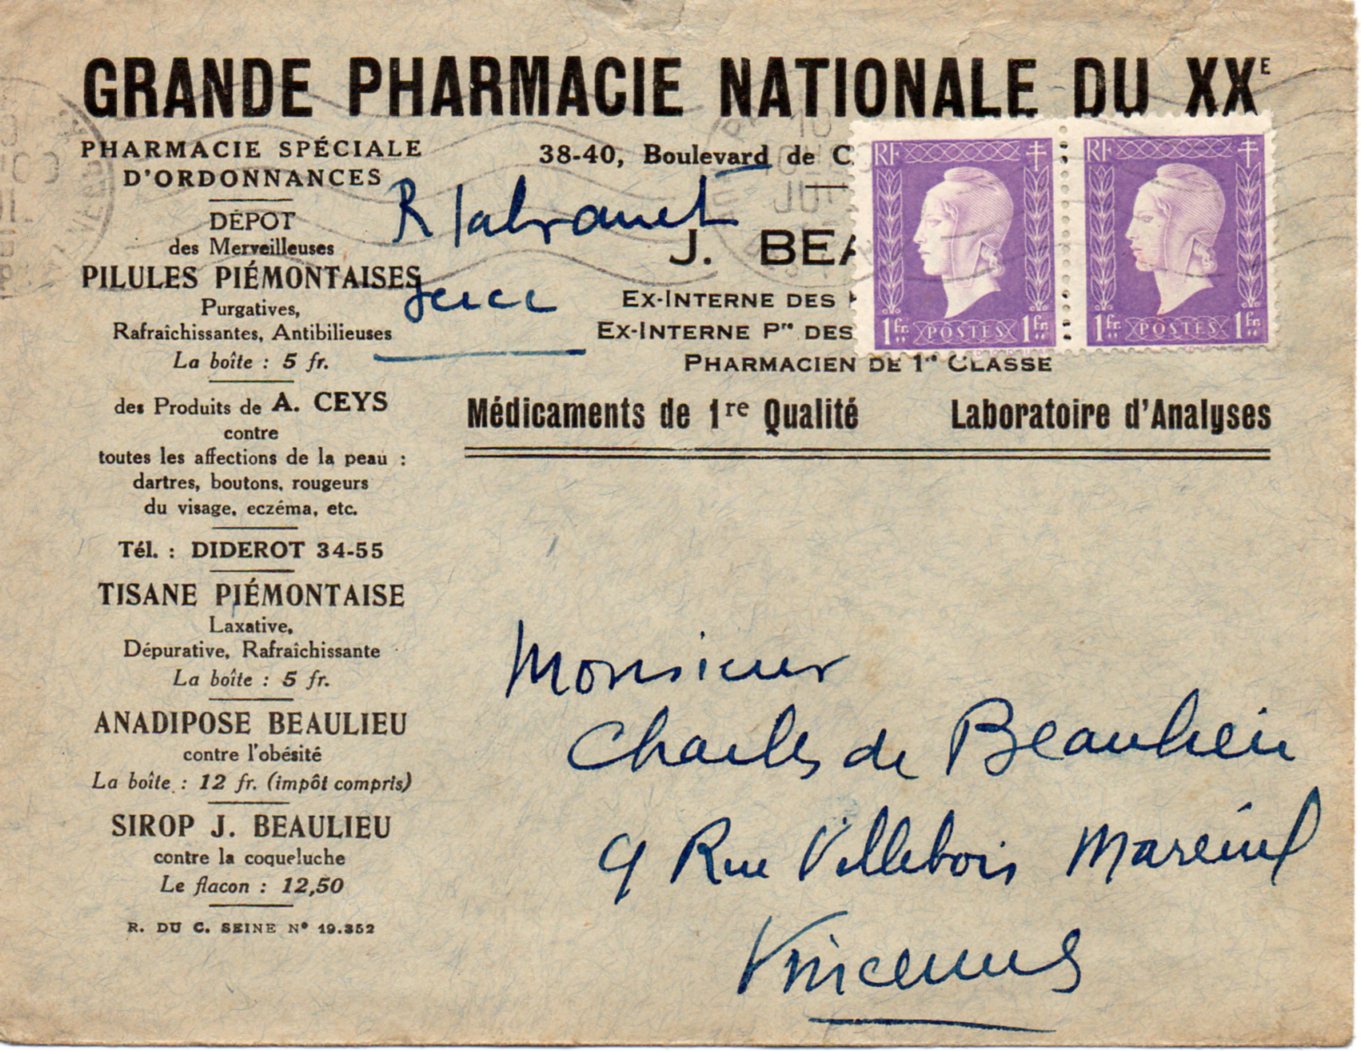 GRANDE PHARMACIE NATIONALE DU XXE
PHARMACIE SPÉCIALE
D'ORDONNANCES
DÉPOT
des Merveilleuses
PILULES PIÉMONTAISES
Purgatives,
Rafraîchissantes, Antibilieuses
La boîte : 5 fr.
des Produits de A. CEYS
contre
toutes les affections de la peau :
dartres, boutons, rougeurs
du visage, eczéma, etc.
Tél. : DIDEROT 34-55
TISANE PIÉMONTAISE
Laxative,
Dépurative, Rafraîchissante
La boîte : 5 fr.
ANADIPOSE BEAULIEU
contre l'obésité
La boîte : 12 fr. (impôt compris)
SIROP J. BEAULIEU
contre la coqueluche
Le flacon : 12,50
R. DU C. SEINE N° 19.352
38-40, Boulevard de
J. BEA
EX-INTERNE DES
EX-INTERNE Pre DES
PHARMACIEN DE 1re CLASSE
Médicaments de 1re Qualité Laboratoire d'Analyses
RF RF
1fr. POSTES 1fr. 1fr. POSTES 1fr.
Monsieur
Charles de Beaulieu
9 Rue Villebois Mareuil
Vincennes